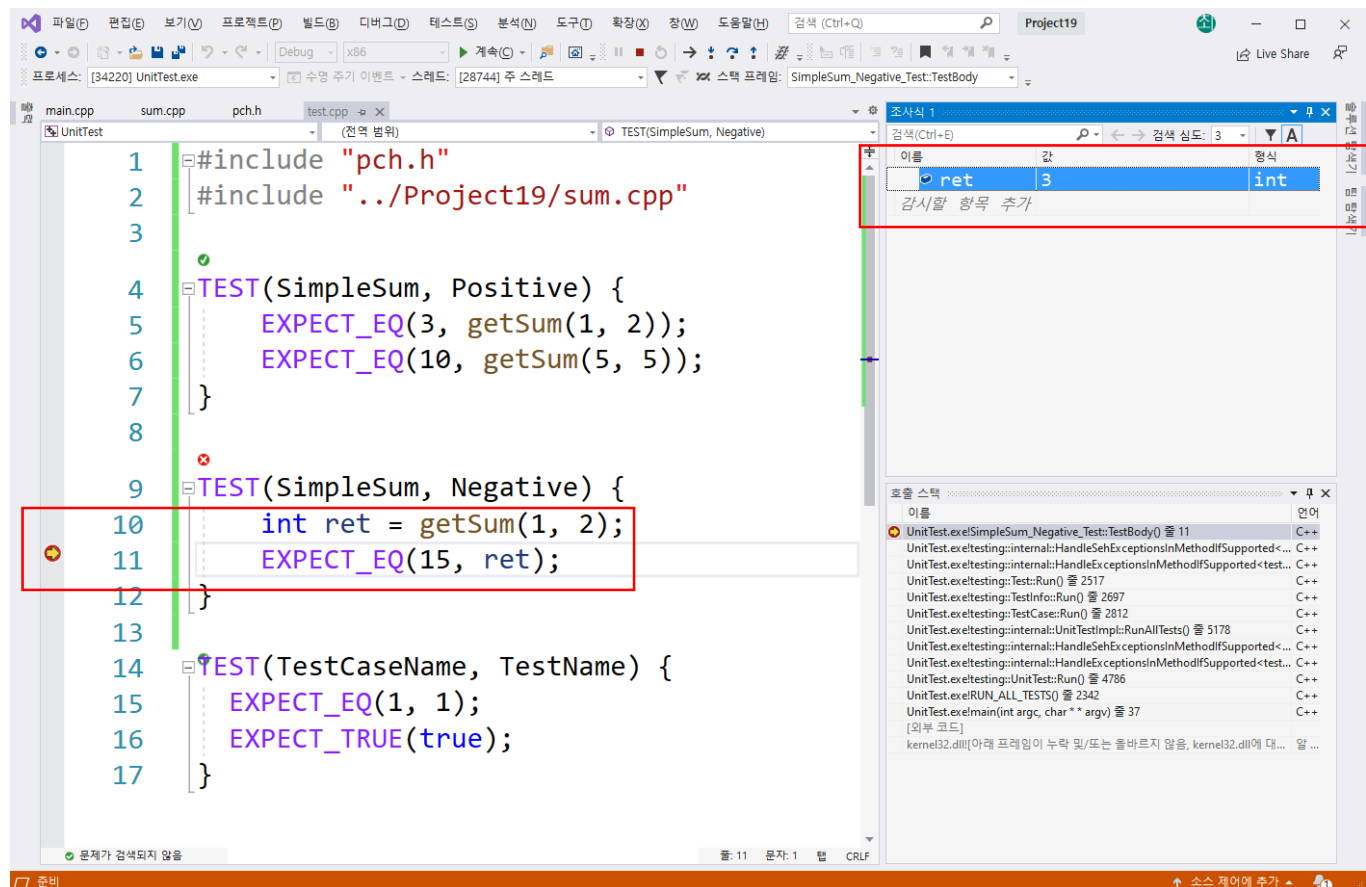 파일(F) 편집(E) 보기(V) 프로젝트(P) 빌드(B) 디버그(D) 테스트(S) 분석(N) 도구(T) 확장(X) 창(W) 도움말(H) 검색 (Ctrl+Q) Project19
Debug x86 계속(C) Live Share
프로세스: [34220] UnitTest.exe 수명 주기 이벤트 스레드: [28744] 주 스레드 스택 프레임: SimpleSum_Negative_Test::TestBody
main.cpp sum.cpp pch.h test.cpp
UnitTest (전역 범위) TEST(SimpleSum, Negative)
1 #include "pch.h"
2 #include "../Project19/sum.cpp"
3
4 TEST(SimpleSum, Positive) {
5 EXPECT_EQ(3, getSum(1, 2));
6 EXPECT_EQ(10, getSum(5, 5));
7 }
8
9 TEST(SimpleSum, Negative) {
10 int ret = getSum(1, 2);
11 EXPECT_EQ(15, ret);
12 }
13
14 TEST(TestCaseName, TestName) {
15 EXPECT_EQ(1, 1);
16 EXPECT_TRUE(true);
17 }
문제가 검색되지 않음 줄: 11 문자: 1 탭 CRLF
조사식 1
검색(Ctrl+E) 검색 심도: 3 A
이름 값 형식
ret 3 int
감시할 항목 추가
호출 스택
이름 언어
UnitTest.exe!SimpleSum_Negative_Test::TestBody() 줄 11 C++
UnitTest.exe!testing::internal::HandleSehExceptionsInMethodIfSupported<... C++
UnitTest.exe!testing::internal::HandleExceptionsInMethodIfSupported<test... C++
UnitTest.exe!testing::Test::Run() 줄 2517 C++
UnitTest.exe!testing::TestInfo::Run() 줄 2697 C++
UnitTest.exe!testing::TestCase::Run() 줄 2812 C++
UnitTest.exe!testing::internal::UnitTestImpl::RunAllTests() 줄 5178 C++
UnitTest.exe!testing::internal::HandleSehExceptionsInMethodIfSupported<... C++
UnitTest.exe!testing::internal::HandleExceptionsInMethodIfSupported<test... C++
UnitTest.exe!testing::UnitTest::Run() 줄 4786 C++
UnitTest.exe!RUN_ALL_TESTS() 줄 2342 C++
UnitTest.exe!main(int argc, char * * argv) 줄 37 C++
[외부 코드]
kernel32.dll![아래 프레임이 누락 및/또는 올바르지 않음, kernel32.dll에 대... 알 ...
솔루션 탐색기
팀 탐색기
준비 소스 제어에 추가 1